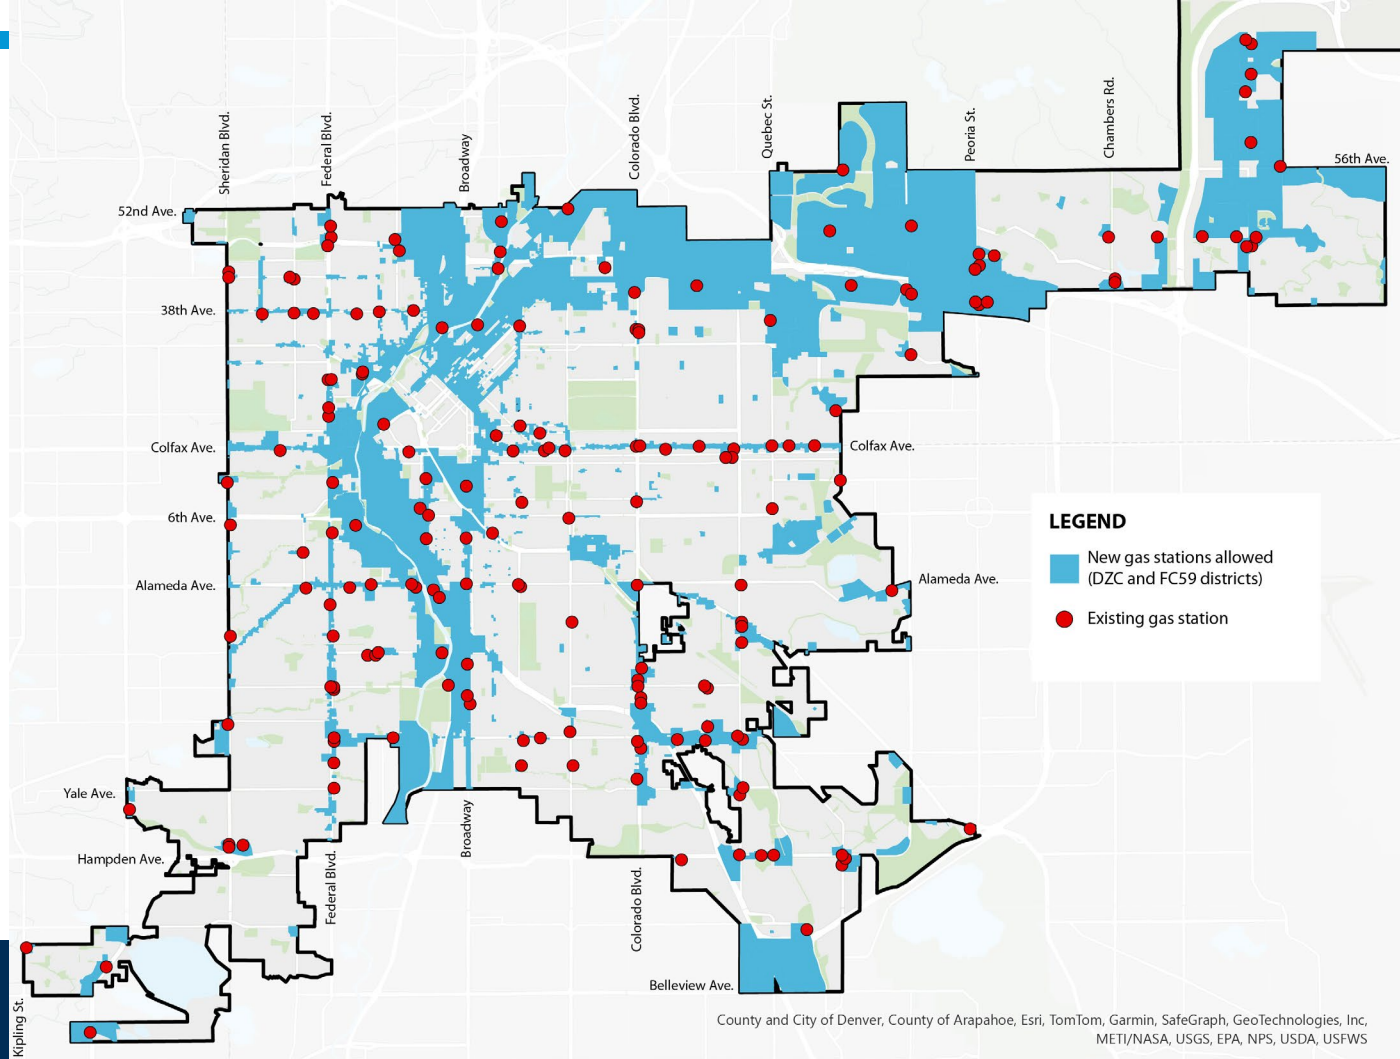 Sheridan Blvd.
Federal Blvd.
Broadway
Colorado Blvd.
Quebec St.
Peoria St.
Chambers Rd.
56th Ave.
52nd Ave.
38th Ave.
Colfax Ave.
Colfax Ave.
6th Ave.
Alameda Ave.
Alameda Ave.
LEGEND
New gas stations allowed
(DZC and FC59 districts)
Existing gas station
Yale Ave.
Hampden Ave.
Federal Blvd.
Broadway
Colorado Blvd.
Belleview Ave.
Kipling St.
County and City of Denver, County of Arapahoe, Esri, TomTom, Garmin, SafeGraph, GeoTechnologies, Inc,
METI/NASA, USGS, EPA, NPS, USDA, USFWS